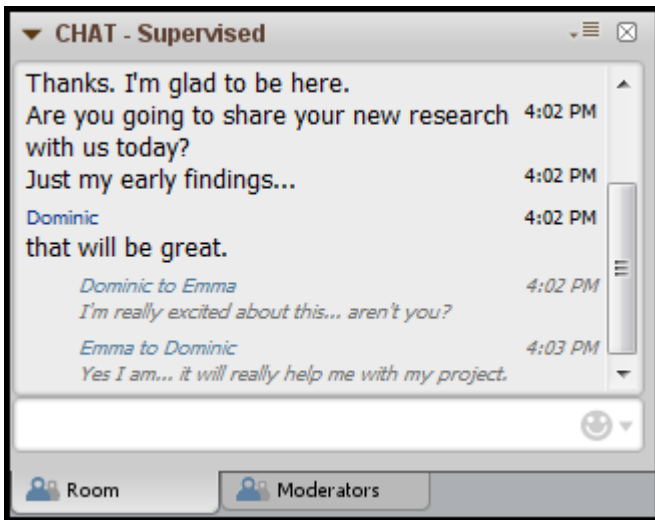 CHAT - Supervised
Thanks. I'm glad to be here.
Are you going to share your new research 4:02 PM
with us today?
Just my early findings... 4:02 PM
Dominic 4:02 PM
that will be great.
Dominic to Emma 4:02 PM
I'm really excited about this... aren't you?
Emma to Dominic 4:03 PM
Yes I am... it will really help me with my project.
Room Moderators